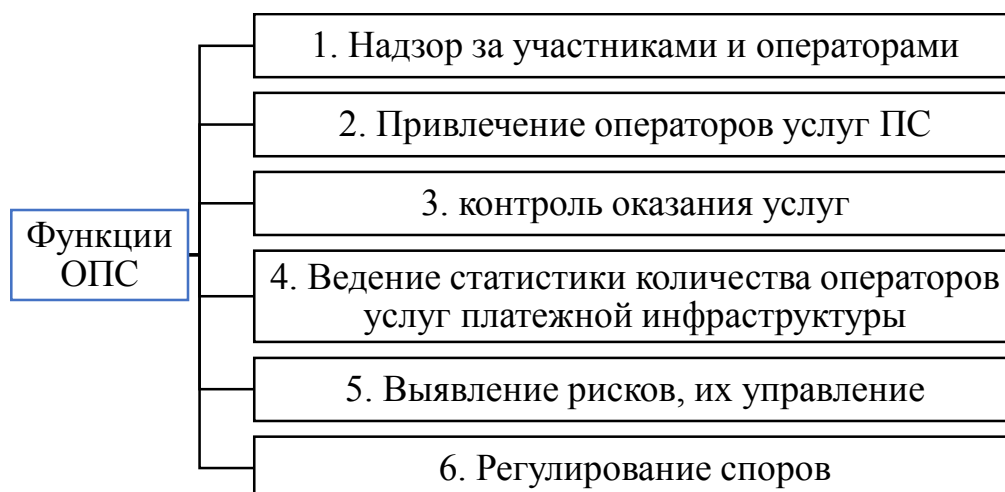 1. Надзор за участниками и операторами
2. Привлечение операторов услуг ПС
3. контроль оказания услуг
Функции
ОПС
4. Ведение статистики количества операторов
услуг платежной инфраструктуры
5. Выявление рисков, их управление
6. Регулирование споров